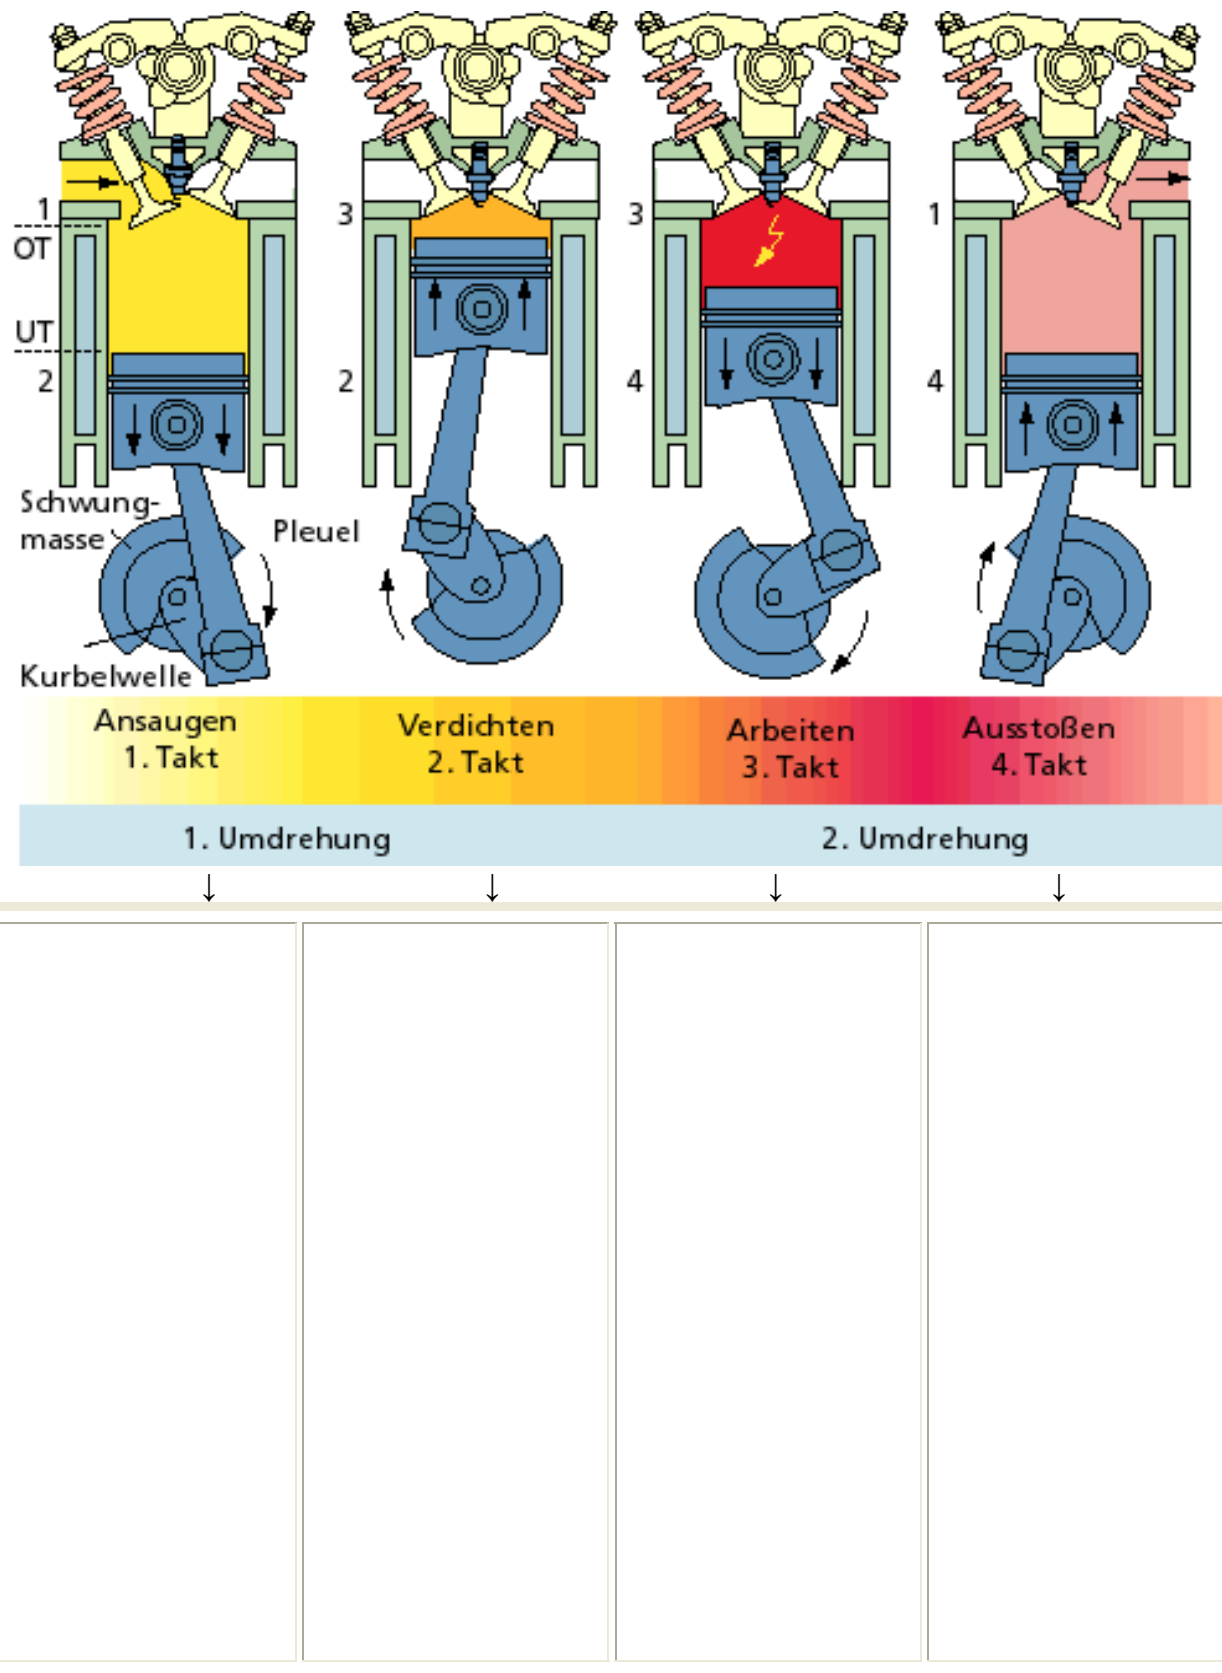 1
OT
UT
2
3
2
3
4
1
4
Schwung-
masse
Pleuel
Kurbelwelle
Ansaugen
1. Takt
Verdichten
2. Takt
Arbeiten
3. Takt
Ausstoßen
4. Takt
1. Umdrehung
2. Umdrehung
↓ ↓ ↓ ↓